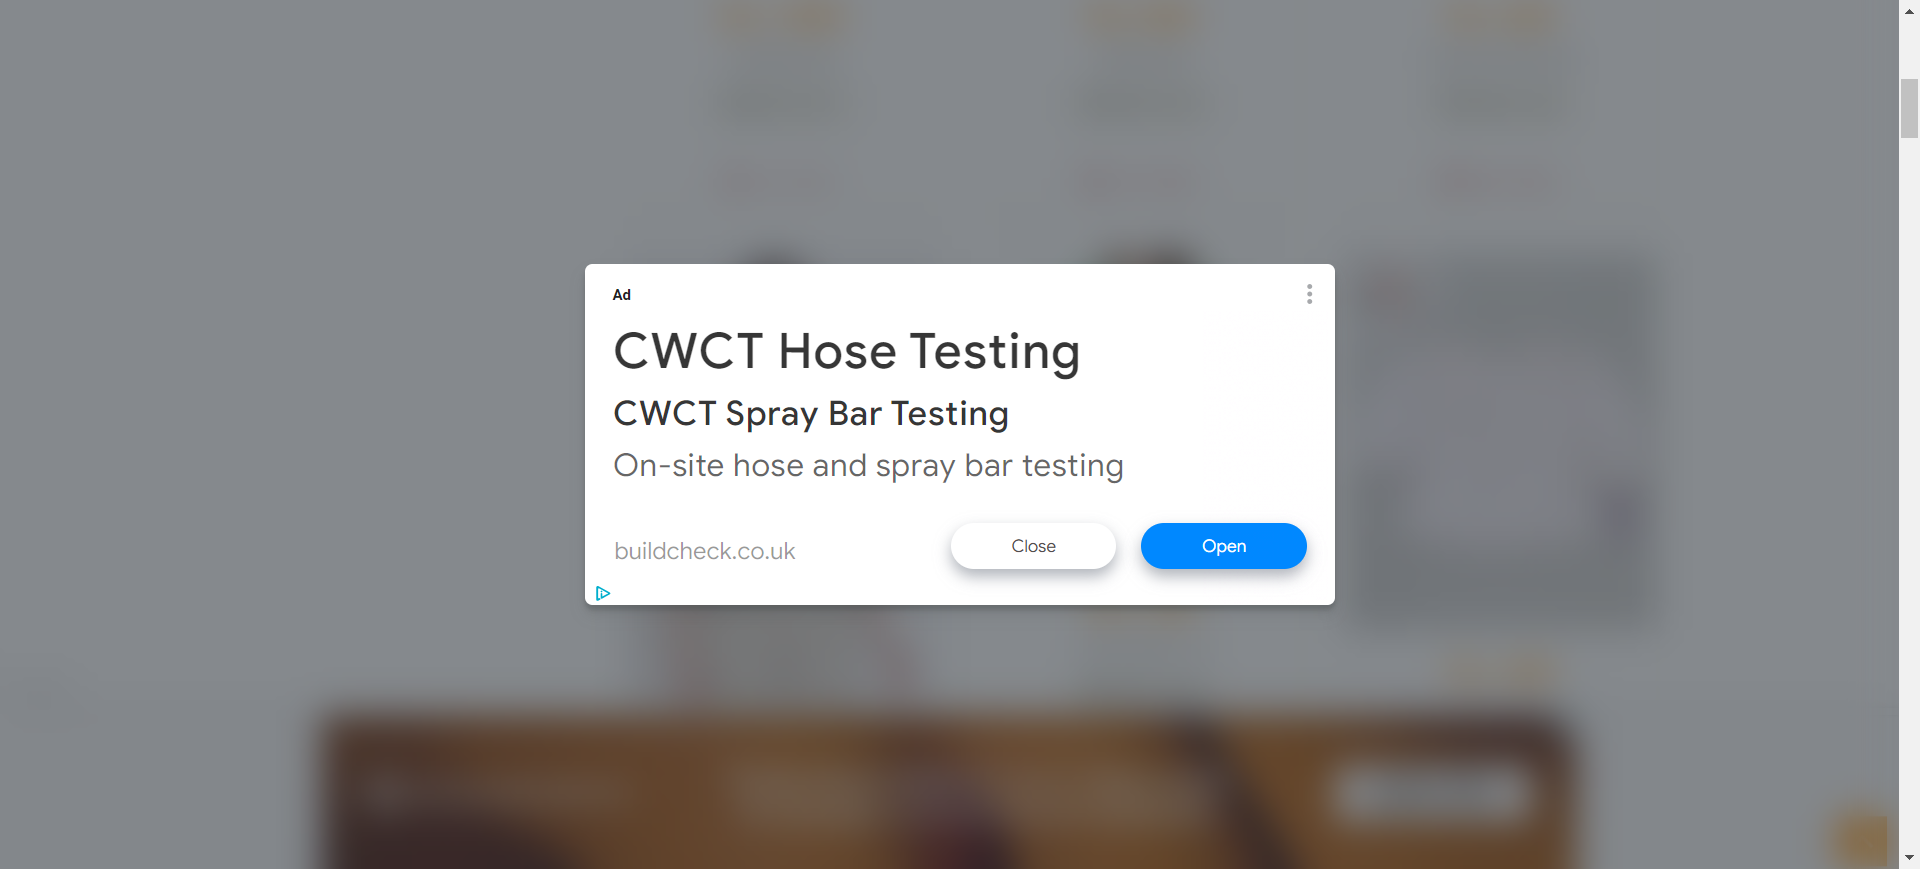 Ad
CWCT Hose Testing
CWCT Spray Bar Testing
On-site hose and spray bar testing
buildcheck.co.uk
Close
Open